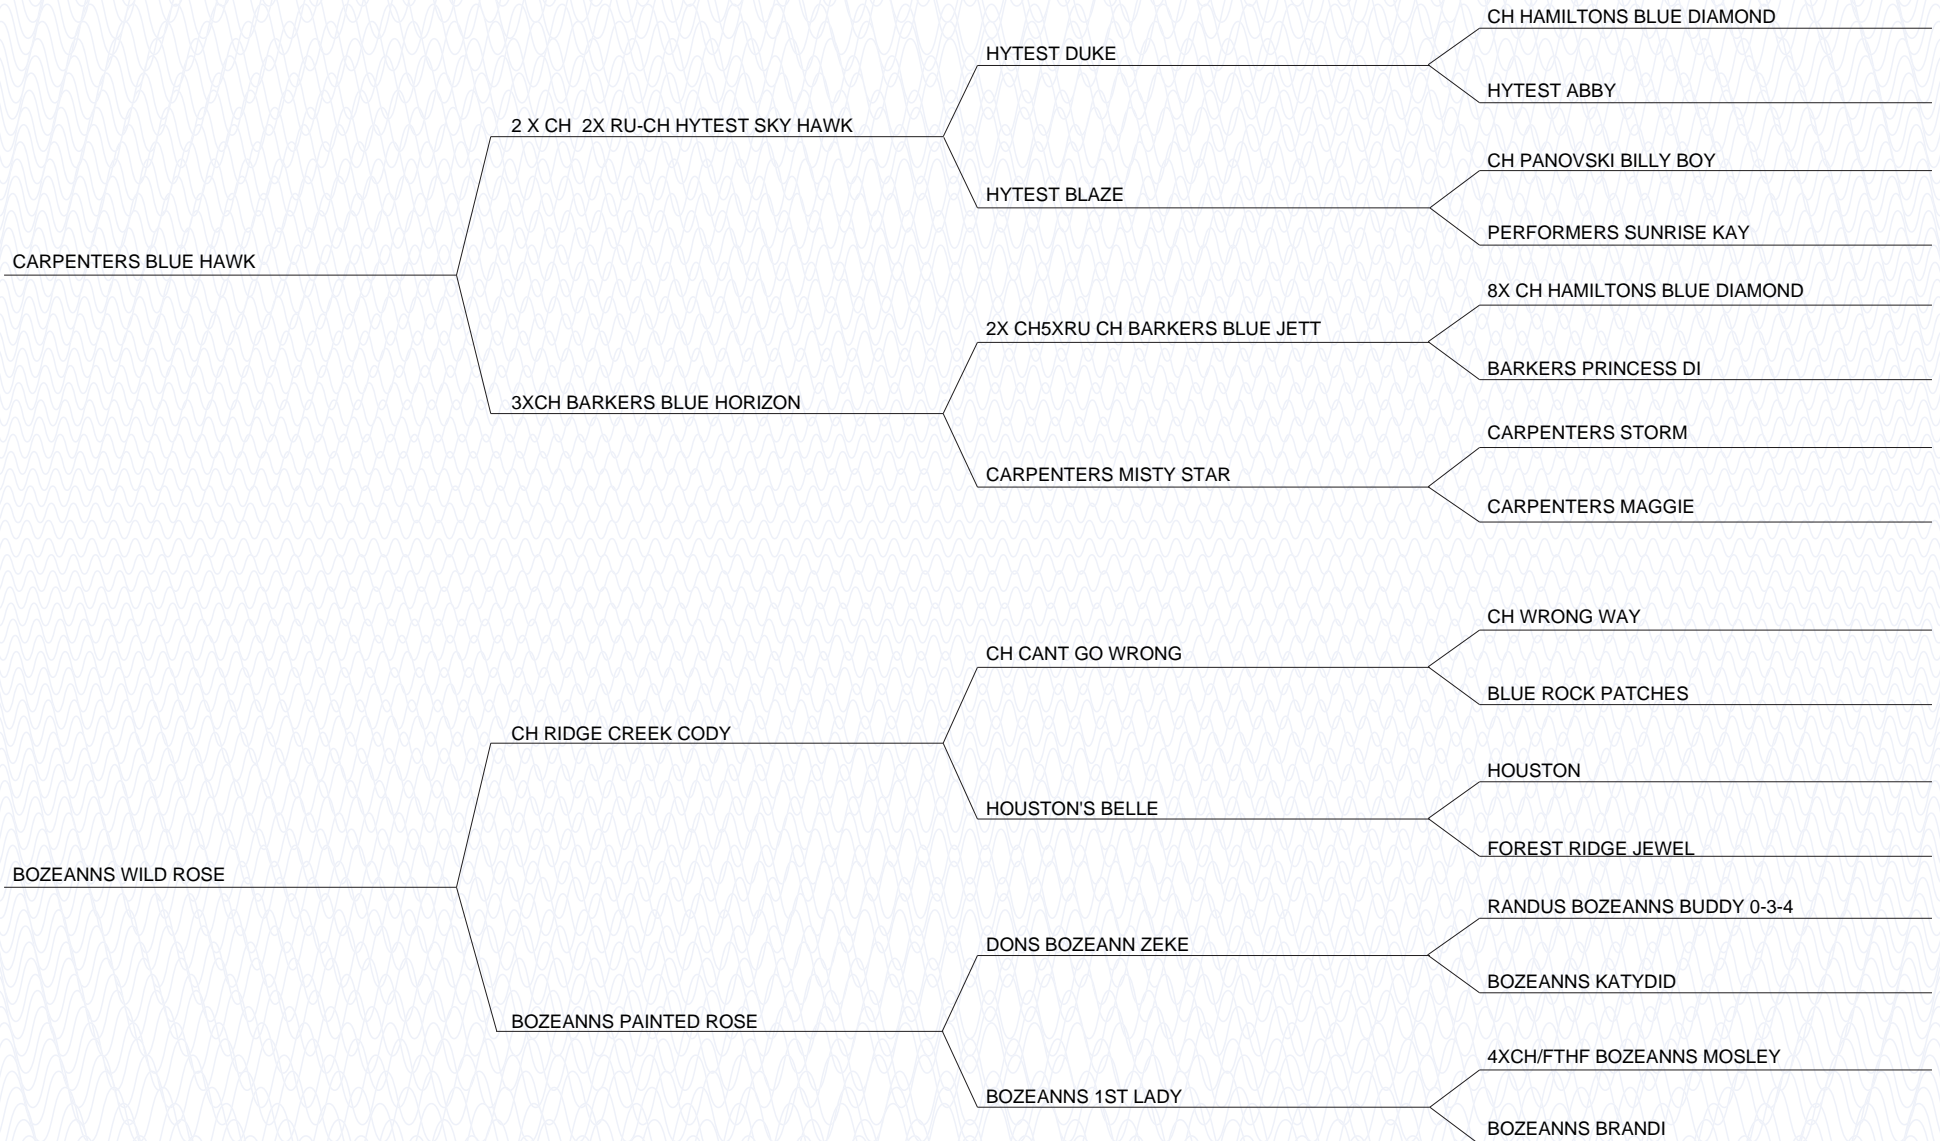 CH HAMILTONS BLUE DIAMOND
HYTEST DUKE
HYTEST ABBY
2 X CH  2X RU-CH HYTEST SKY HAWK
CH PANOVSKI BILLY BOY
HYTEST BLAZE
PERFORMERS SUNRISE KAY
CARPENTERS BLUE HAWK
8X CH HAMILTONS BLUE DIAMOND
2X CH5XRU CH BARKERS BLUE JETT
BARKERS PRINCESS DI
3XCH BARKERS BLUE HORIZON
CARPENTERS STORM
CARPENTERS MISTY STAR
CARPENTERS MAGGIE
CH WRONG WAY
CH CANT GO WRONG
BLUE ROCK PATCHES
CH RIDGE CREEK CODY
HOUSTON
HOUSTON'S BELLE
FOREST RIDGE JEWEL
BOZEANNS WILD ROSE
RANDUS BOZEANNS BUDDY 0-3-4
DONS BOZEANN ZEKE
BOZEANNS KATYDID
BOZEANNS PAINTED ROSE
4XCH/FTHF BOZEANNS MOSLEY
BOZEANNS 1ST LADY
BOZEANNS BRANDI